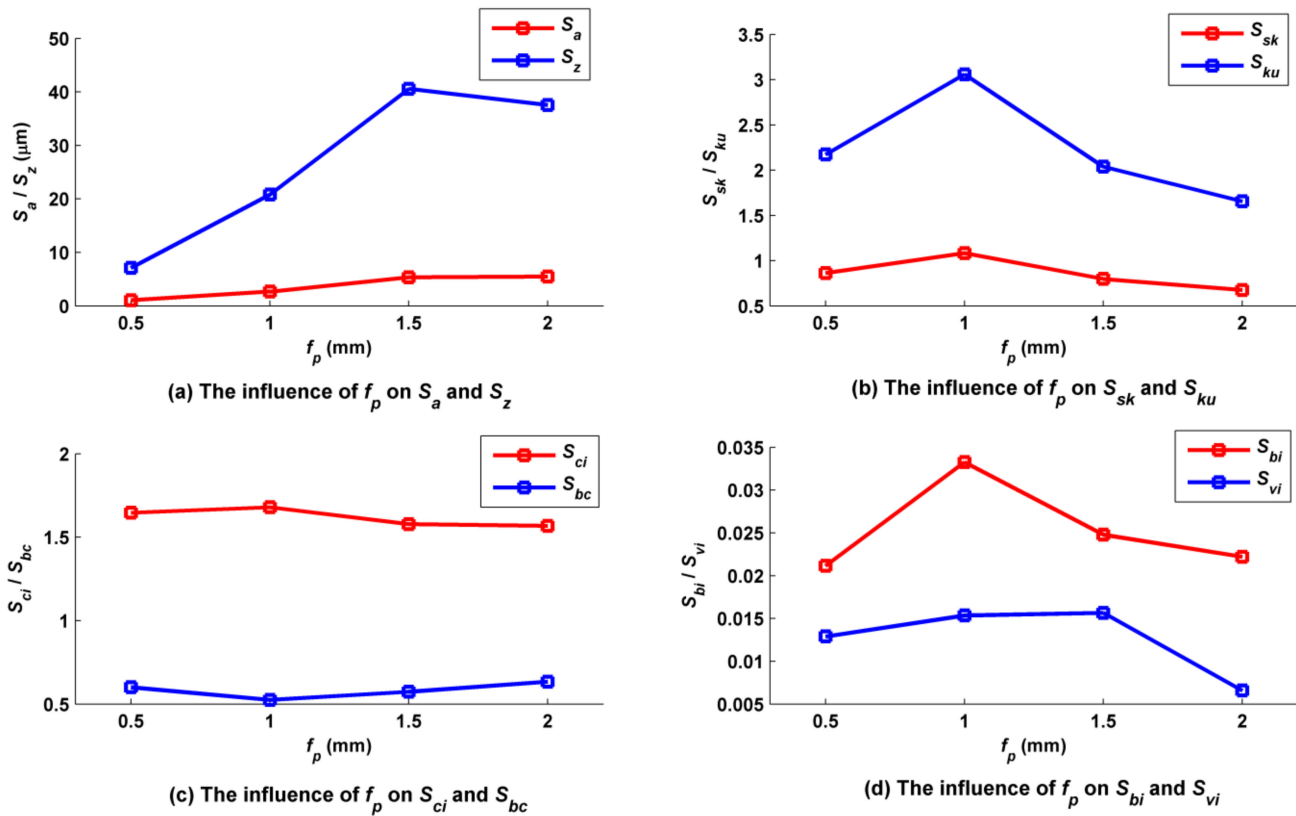 50
40
30
20
10
0
S_a / S_z (μm)
S_a
S_z
0.5 1 1.5 2
f_p (mm)
(a) The influence of f_p on S_a and S_z
3.5
3
2.5
2
1.5
1
0.5
S_sk / S_ku
S_sk
S_ku
0.5 1 1.5 2
f_p (mm)
(b) The influence of f_p on S_sk and S_ku
2
1.5
1
0.5
S_ci / S_bc
S_ci
S_bc
0.5 1 1.5 2
f_p (mm)
(c) The influence of f_p on S_ci and S_bc
0.035
0.03
0.025
0.02
0.015
0.01
0.005
S_bi / S_vi
S_bi
S_vi
0.5 1 1.5 2
f_p (mm)
(d) The influence of f_p on S_bi and S_vi